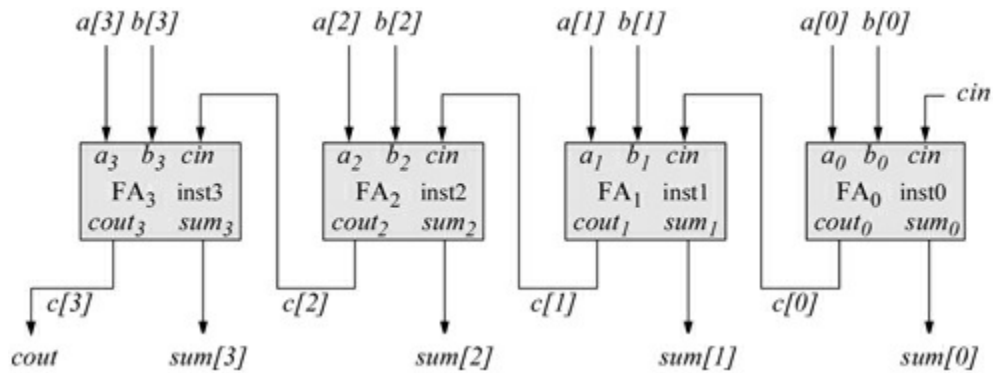 a[3] b[3] a[2] b[2] a[1] b[1] a[0] b[0]
cin
a₃ b₃ cin a₂ b₂ cin a₁ b₁ cin a₀ b₀ cin
FA₃ inst3 FA₂ inst2 FA₁ inst1 FA₀ inst0
cout₃ sum₃ cout₂ sum₂ cout₁ sum₁ cout₀ sum₀
c[3] c[2] c[1] c[0]
cout sum[3] sum[2] sum[1] sum[0]